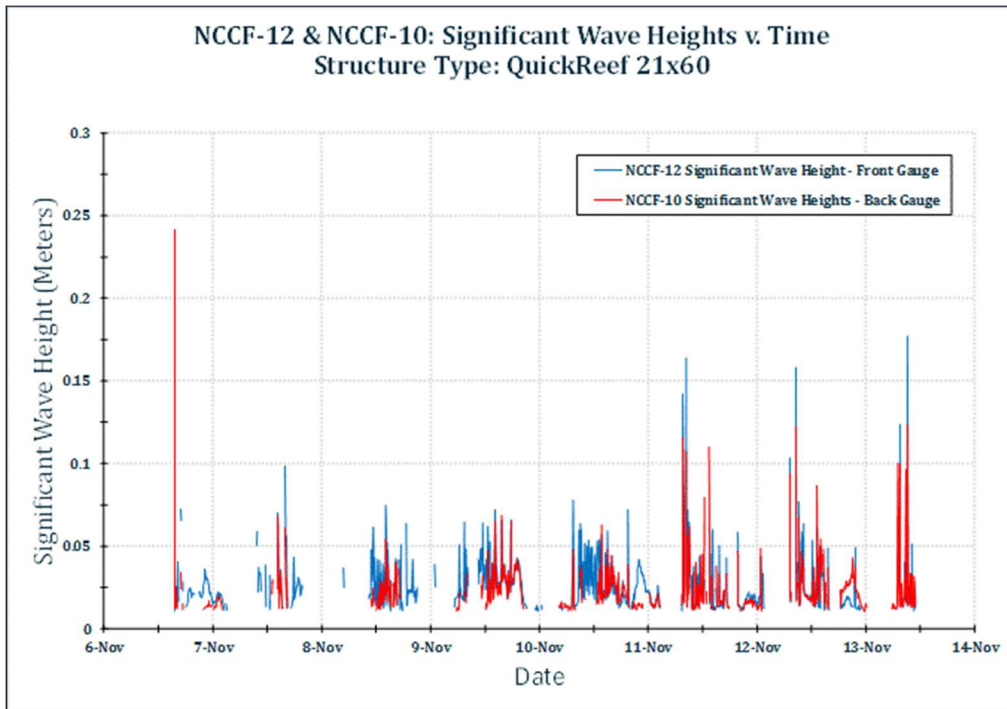 NCCF-12 & NCCF-10: Significant Wave Heights v. Time
Structure Type: QuickReef 21x60
0.3
0.25
0.2
0.15
0.1
0.05
0
Significant Wave Height (Meters)
NCCF-12 Significant Wave Height - Front Gauge
NCCF-10 Significant Wave Heights - Back Gauge
6-Nov
7-Nov
8-Nov
9-Nov
10-Nov
11-Nov
12-Nov
13-Nov
14-Nov
Date